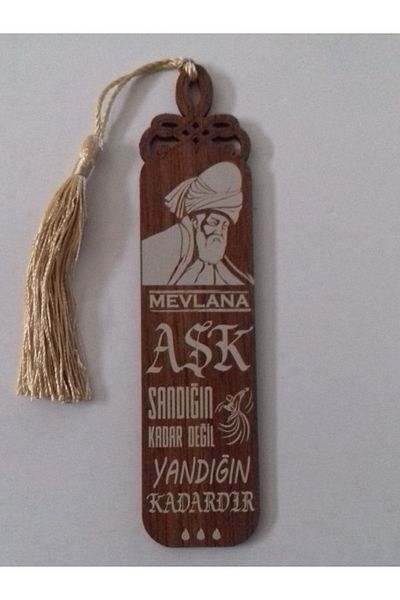 MEVLANA
AŞK
SANDIĞIN
KADAR DEĞİL
YANDIĞIN
KADARDIR